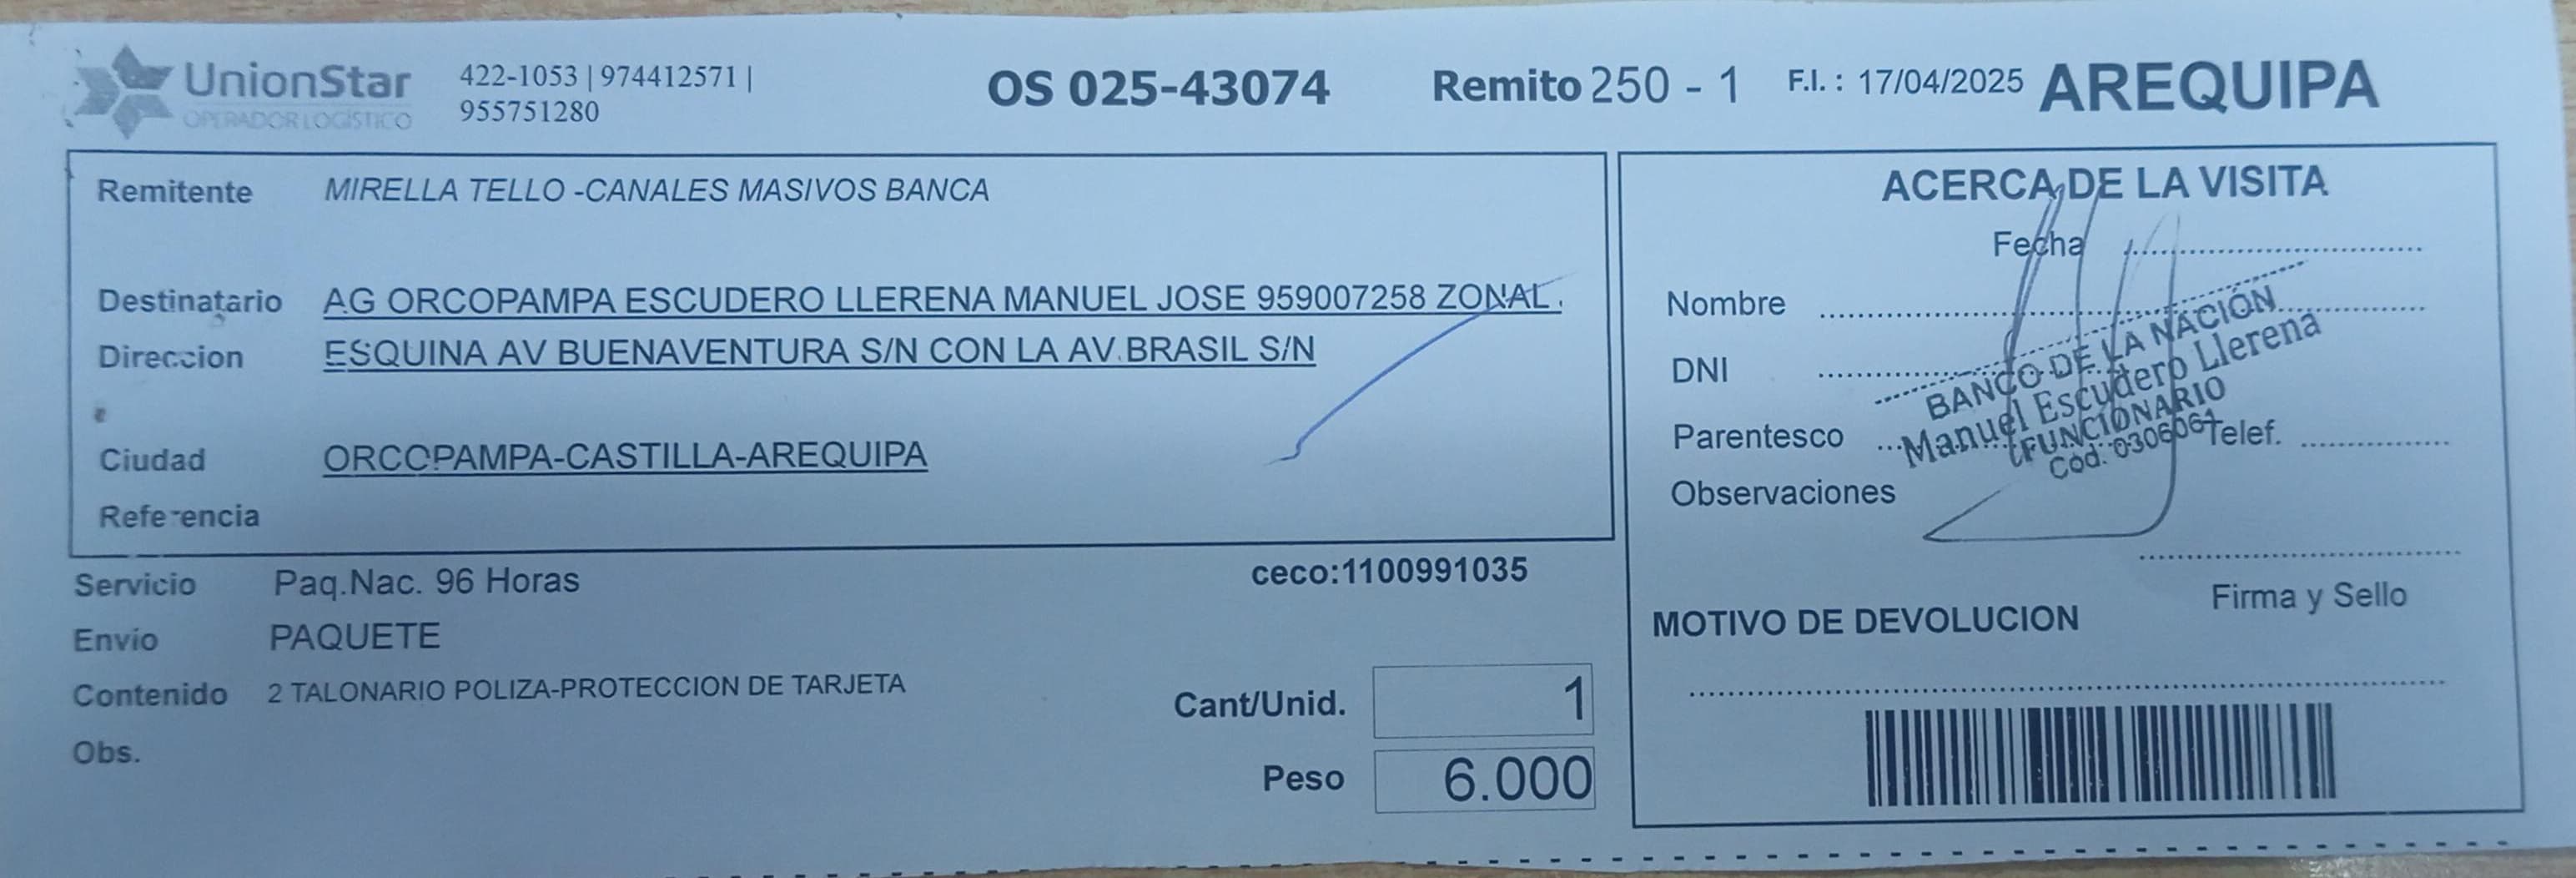 UnionStar
OPERADOR LOGÍSTICO
422-1053 | 974412571 |
955751280
OS 025-43074
Remito 250 - 1
F.I. : 17/04/2025
AREQUIPA
Remitente MIRELLA TELLO -CANALES MASIVOS BANCA
Destinatario AG ORCOPAMPA ESCUDERO LLERENA MANUEL JOSE 959007258 ZONAL.
Direccion ESQUINA AV BUENAVENTURA S/N CON LA AV.BRASIL S/N
Ciudad ORCOPAMPA-CASTILLA-AREQUIPA
Referencia
Servicio Paq.Nac. 96 Horas
ceco:1100991035
Envio PAQUETE
Contenido 2 TALONARIO POLIZA-PROTECCION DE TARJETA
Obs.
Cant/Unid. 1
Peso 6.000
ACERCA DE LA VISITA
Fecha
Nombre
DNI
Parentesco
Telef.
Observaciones
BANCO DE LA NACIÓN
Manuel Escudero Llerena
FUNCIONARIO
Cod. 0306061
Firma y Sello
MOTIVO DE DEVOLUCION